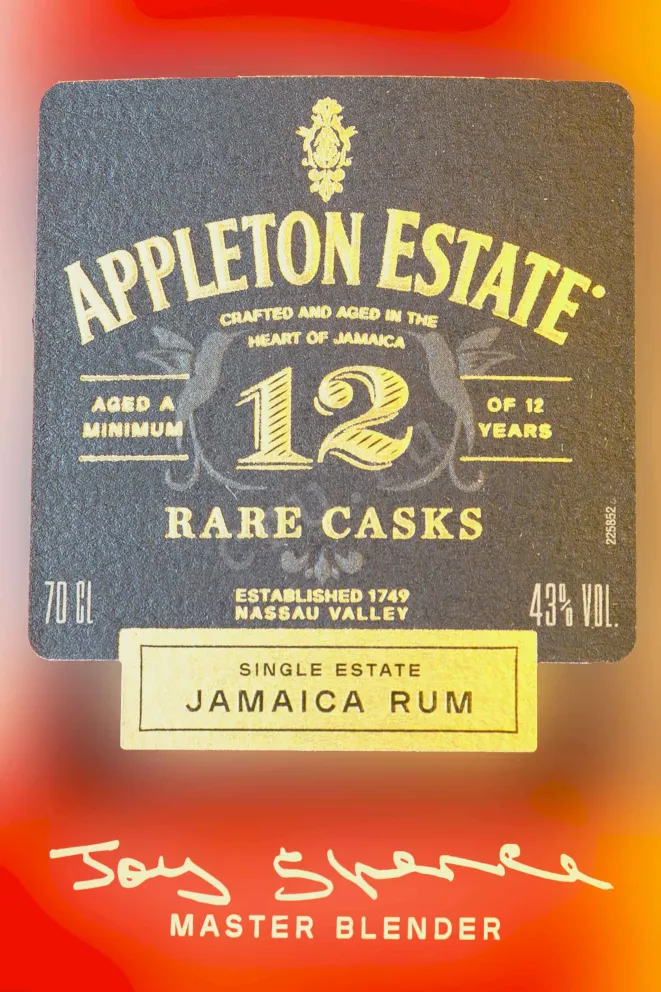 APPLETON ESTATE
CRAFTED AND AGED IN THE
HEART OF JAMAICA
AGED A
MINIMUM
12
OF 12
YEARS
RARE CASKS
225852
70 CL
ESTABLISHED 1749
NASSAU VALLEY
43% VOL.
SINGLE ESTATE
JAMAICA RUM
Joy Spence
MASTER BLENDER